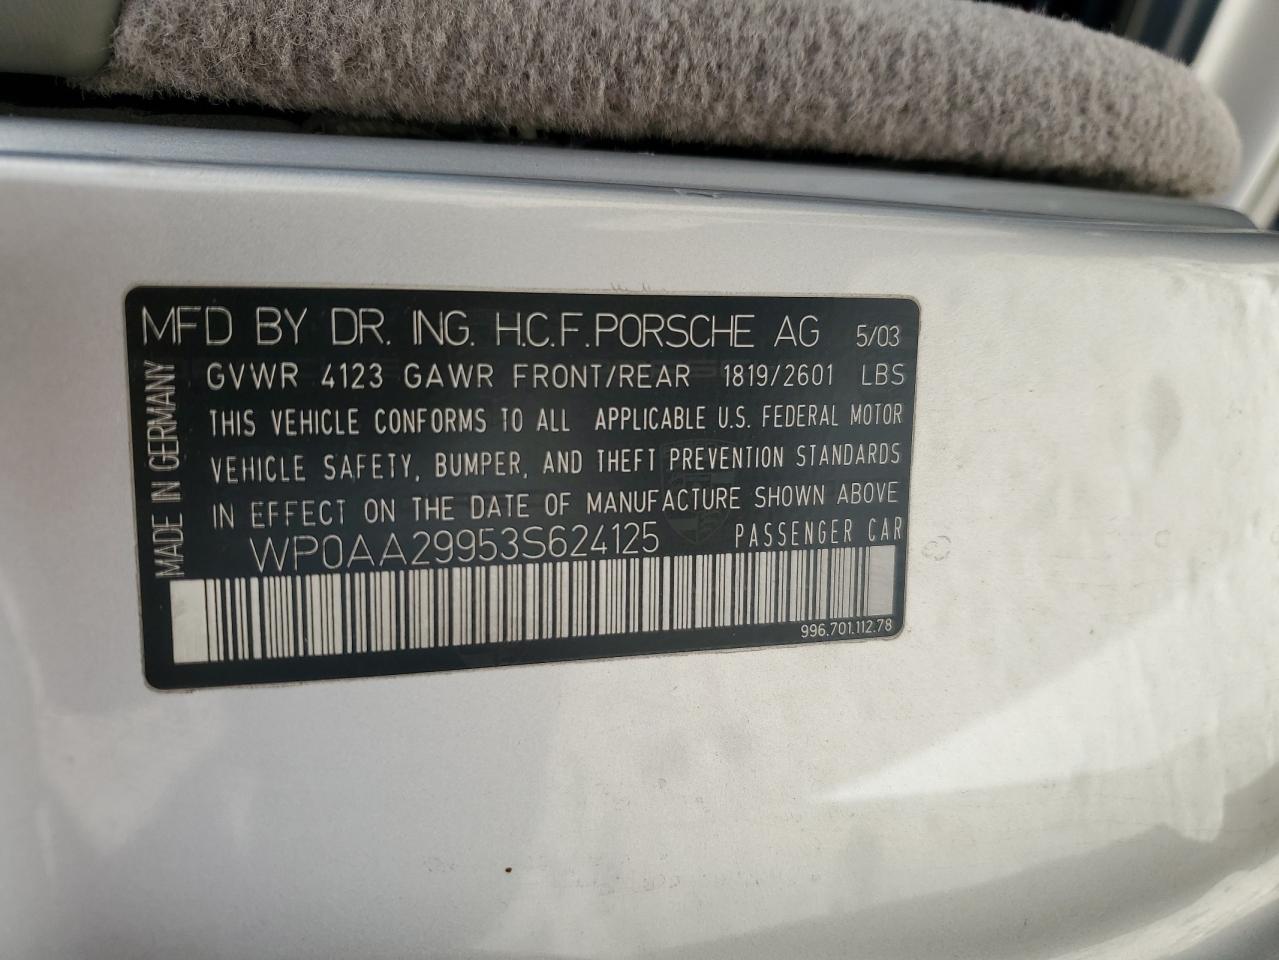 MFD BY DR. ING. H.C.F. PORSCHE AG 5/03
GVWR 4123 GAWR FRONT/REAR 1819/2601 LBS
THIS VEHICLE CONFORMS TO ALL APPLICABLE U.S. FEDERAL MOTOR
VEHICLE SAFETY, BUMPER, AND THEFT PREVENTION STANDARDS
IN EFFECT ON THE DATE OF MANUFACTURE SHOWN ABOVE
WP0AA29953S624125 PASSENGER CAR
996.701.112.78
MADE IN GERMANY